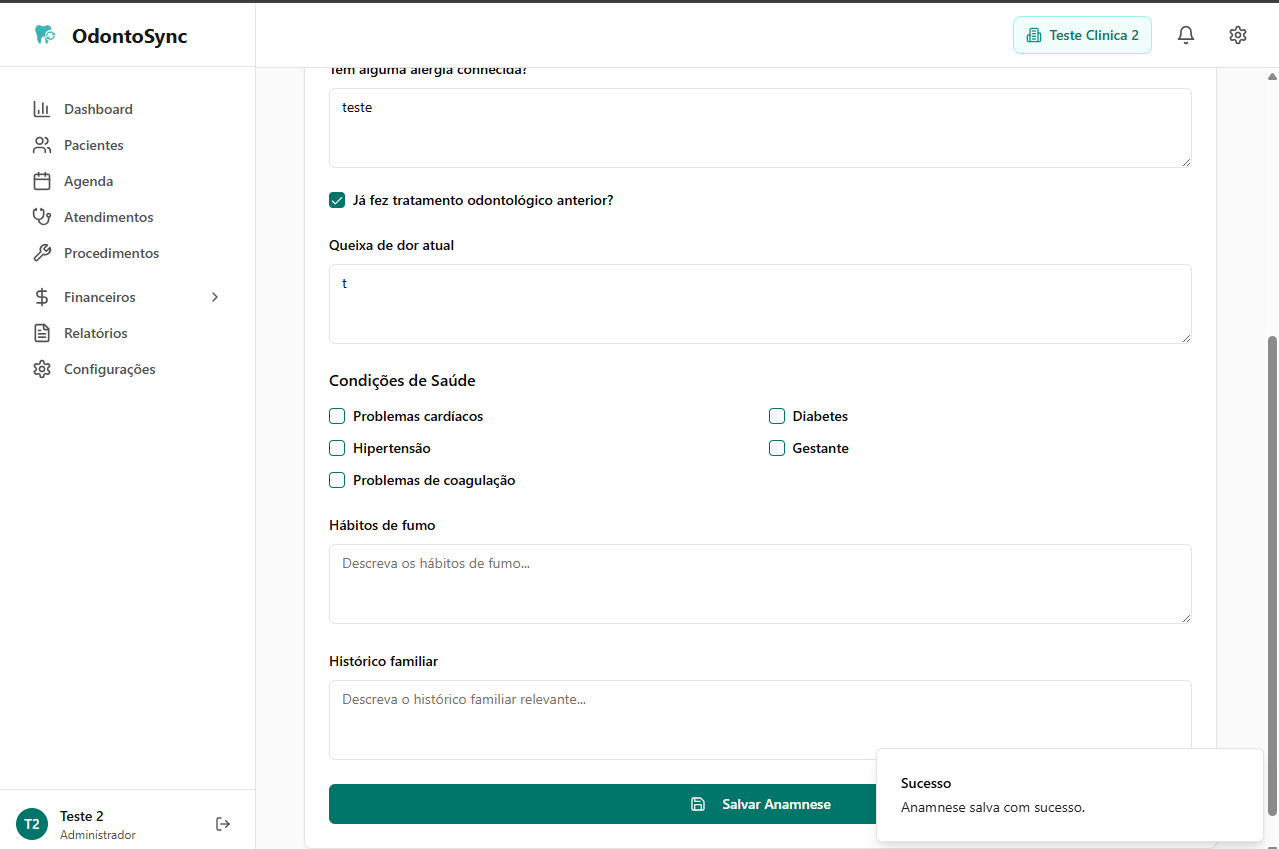 OdontoSync
Teste Clinica 2
Dashboard
Pacientes
Agenda
Atendimentos
Procedimentos
Financeiros
Relatórios
Configurações
T2
Teste 2
Administrador
Tem alguma alergia conhecida?
teste
Já fez tratamento odontológico anterior?
Queixa de dor atual
t
Condições de Saúde
Problemas cardíacos
Diabetes
Hipertensão
Gestante
Problemas de coagulação
Hábitos de fumo
Descreva os hábitos de fumo...
Histórico familiar
Descreva o histórico familiar relevante...
Salvar Anamnese
Sucesso
Anamnese salva com sucesso.